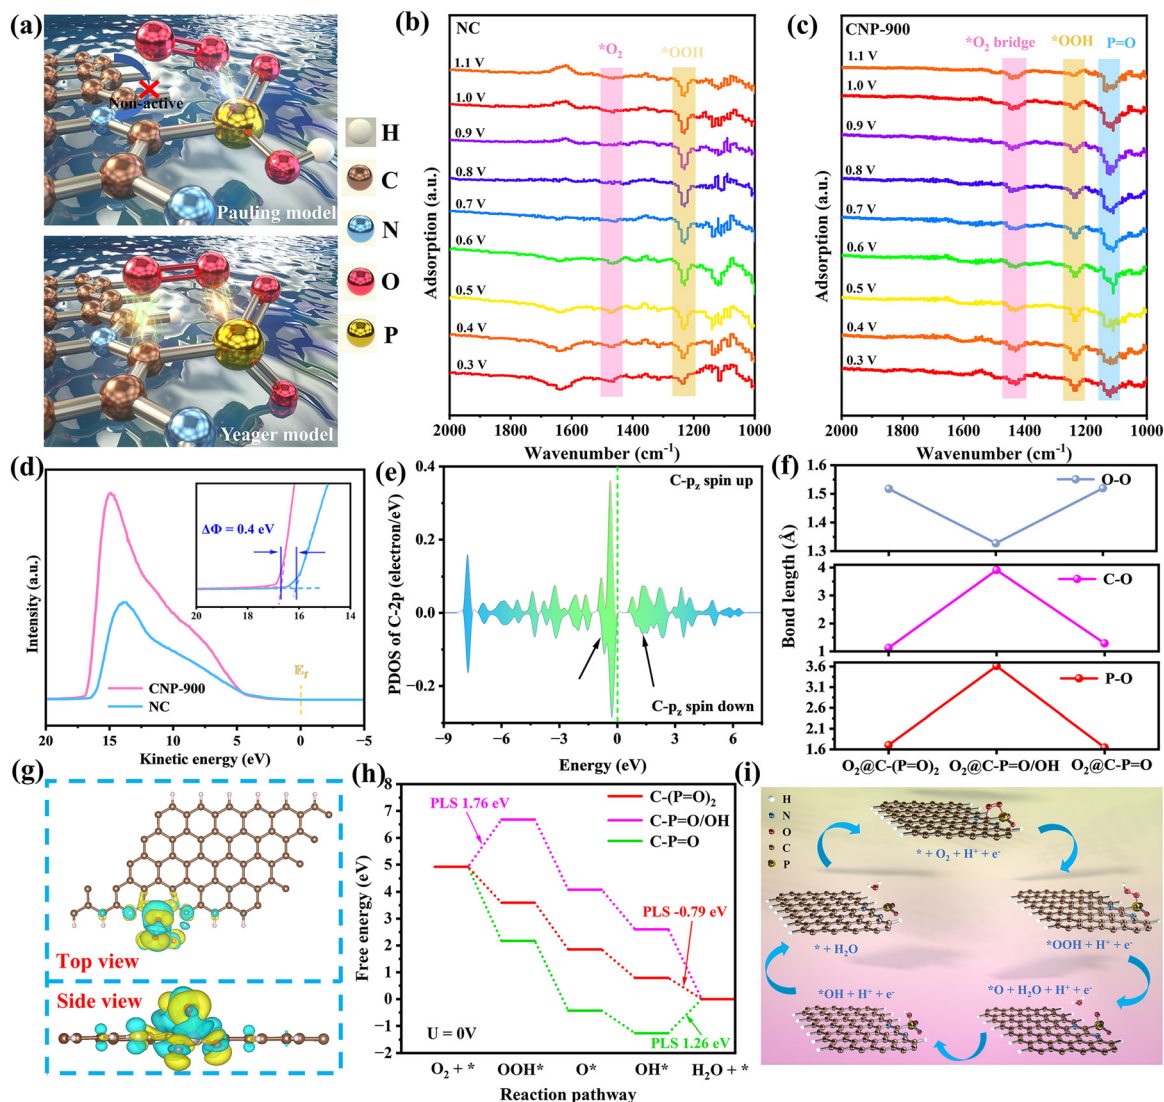 (a)
Non-active
Pauling model
Yeager model
H
C
N
O
P
(b)
NC
*O₂
*OOH
1.1 V
1.0 V
0.9 V
0.8 V
0.7 V
0.6 V
0.5 V
0.4 V
0.3 V
Adsorption (a.u.)
2000 1800 1600 1400 1200 1000
Wavenumber (cm⁻¹)
(c)
CNP-900
*O₂ bridge
*OOH
P=O
1.1 V
1.0 V
0.9 V
0.8 V
0.7 V
0.6 V
0.5 V
0.4 V
0.3 V
Adsorption (a.u.)
2000 1800 1600 1400 1200 1000
Wavenumber (cm⁻¹)
(d)
Intensity (a.u.)
ΔΦ = 0.4 eV
20 18 16 14
CNP-900
NC
E_f
20 15 10 5 0 -5
Kinetic energy (eV)
(e)
PDOS of C-2p (electron/eV)
0.4
0.2
0.0
−0.2
C-p_z spin up
C-p_z spin down
−9 −6 −3 0 3 6
Energy (eV)
(f)
Bond length (Å)
1.6
1.5
1.4
1.3
O-O
4
3
2
1
C-O
3.6
3.1
2.6
2.1
1.6
P-O
O₂@C-(P=O)₂ O₂@C-P=O/OH O₂@C-P=O
(g)
Top view
Side view
(h)
Free energy (eV)
8
7
6
5
4
3
2
1
0
−1
−2
PLS 1.76 eV
C-(P=O)₂
C-P=O/OH
C-P=O
PLS -0.79 eV
PLS 1.26 eV
U = 0V
O₂ + * OOH* O* OH* H₂O + *
Reaction pathway
(i)
H
N
O
C
P
* + O₂ + H⁺ + e⁻
*OOH + H⁺ + e⁻
*O + H₂O + H⁺ + e⁻
*OH + H⁺ + e⁻
* + H₂O